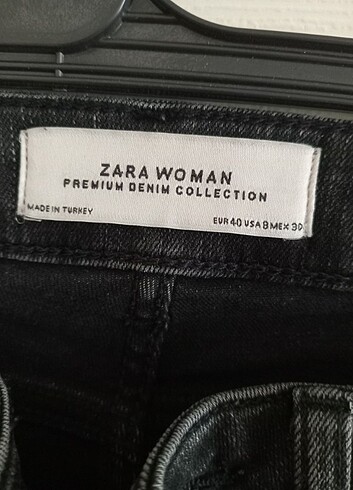 ZARA WOMAN
PREMIUM DENIM COLLECTION
MADE IN TURKEY
EUR 40 USA 8 MEX 30